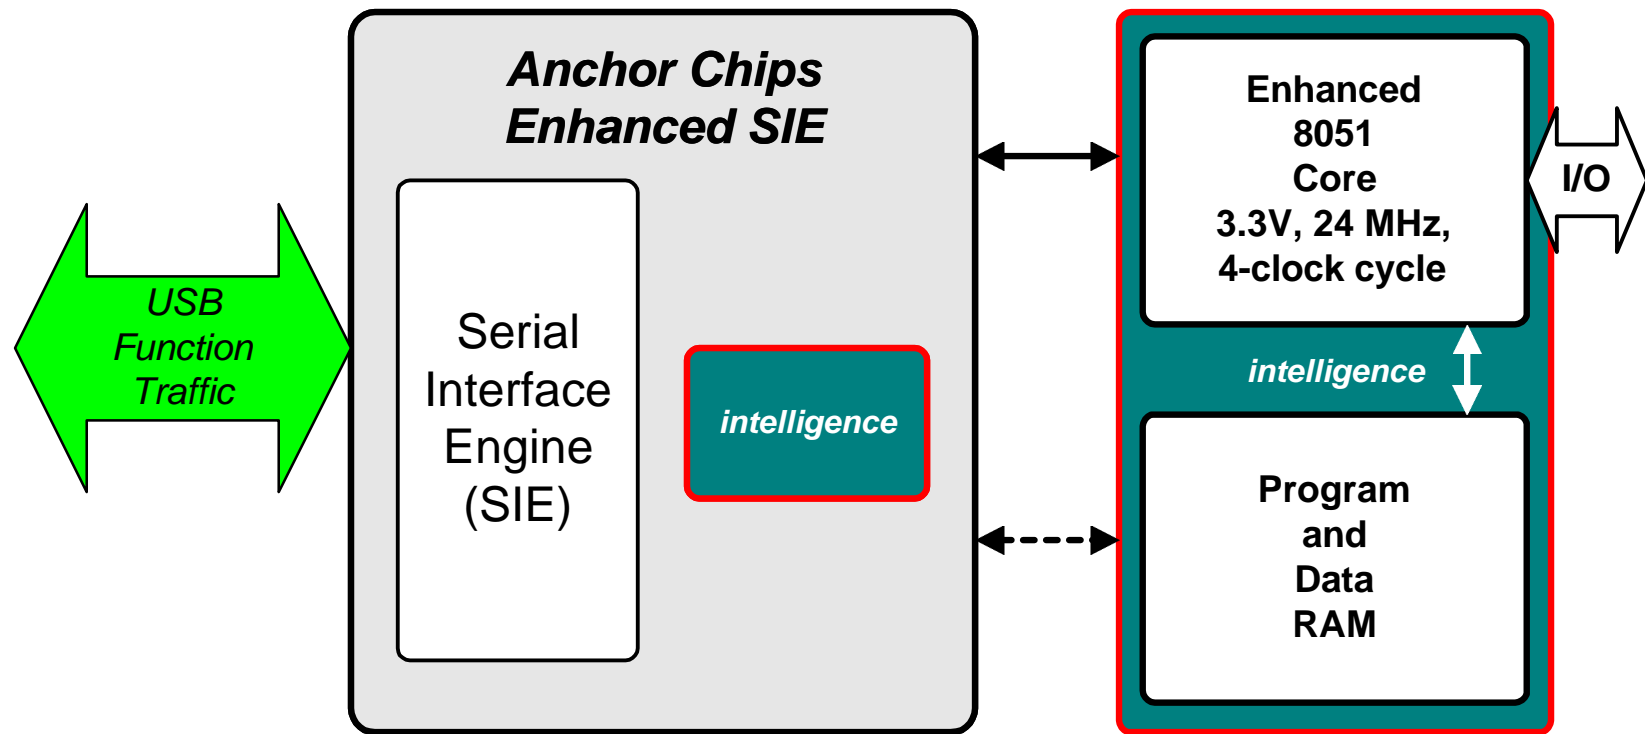 Anchor Chips
Enhanced SIE
USB
Function
Traffic
Serial
Interface
Engine
(SIE)
intelligence
Enhanced
8051
Core
3.3V, 24 MHz,
4-clock cycle
I/O
intelligence
Program
and
Data
RAM